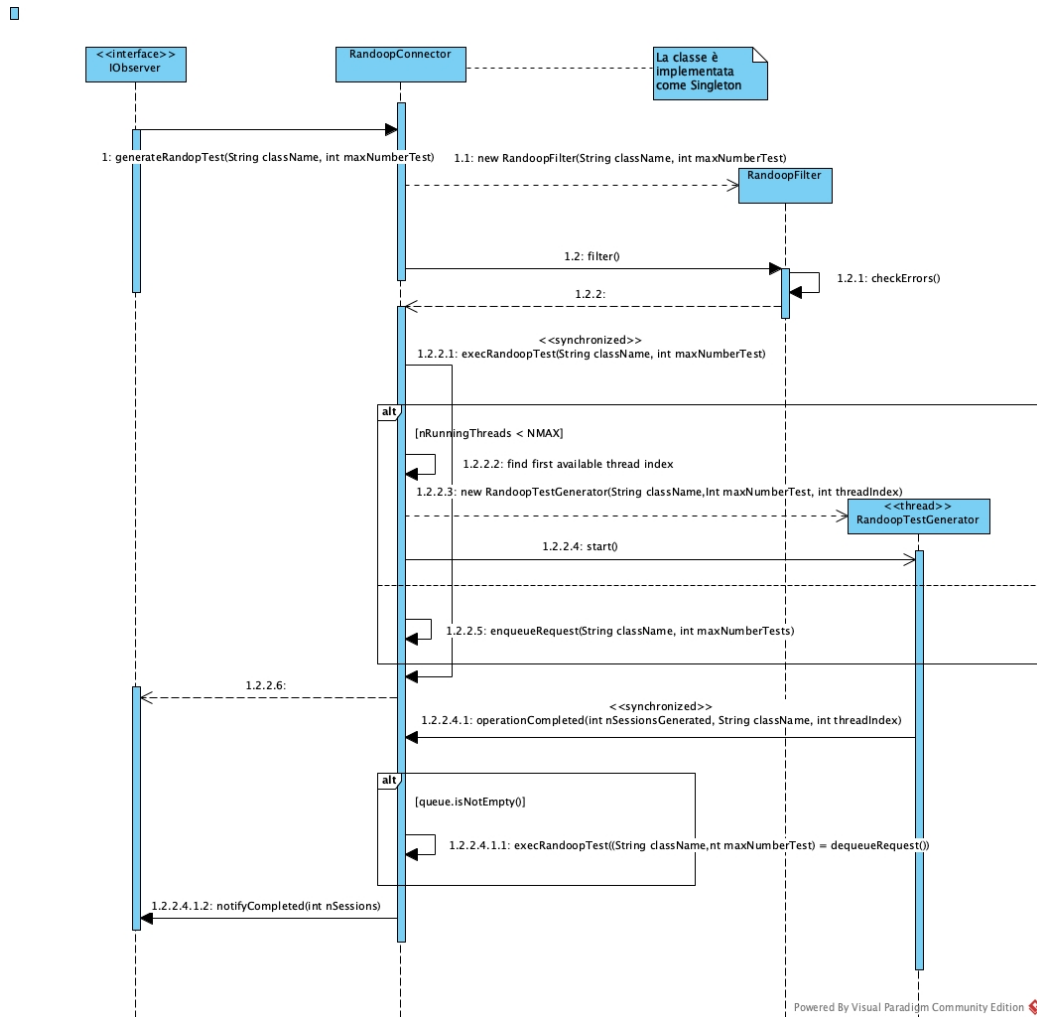 <<interface>>
IObserver
RandoopConnector
La classe è
implementata
come Singleton
1: generateRandopTest(String className, int maxNumberTest)
1.1: new RandoopFilter(String className, int maxNumberTest)
RandoopFilter
1.2: filter()
1.2.1: checkErrors()
1.2.2:
<<synchronized>>
1.2.2.1: execRandoopTest(String className, int maxNumberTest)
alt
[nRunningThreads < NMAX]
1.2.2.2: find first available thread index
1.2.2.3: new RandoopTestGenerator(String className,Int maxNumberTest, int threadIndex)
<<thread>>
RandoopTestGenerator
1.2.2.4: start()
1.2.2.5: enqueueRequest(String className, int maxNumberTests)
1.2.2.6:
<<synchronized>>
1.2.2.4.1: operationCompleted(int nSessionsGenerated, String className, int threadIndex)
alt
[queue.isNotEmpty()]
1.2.2.4.1.1: execRandoopTest((String className,nt maxNumberTest) = dequeueRequest())
1.2.2.4.1.2: notifyCompleted(int nSessions)
Powered By Visual Paradigm Community Edition